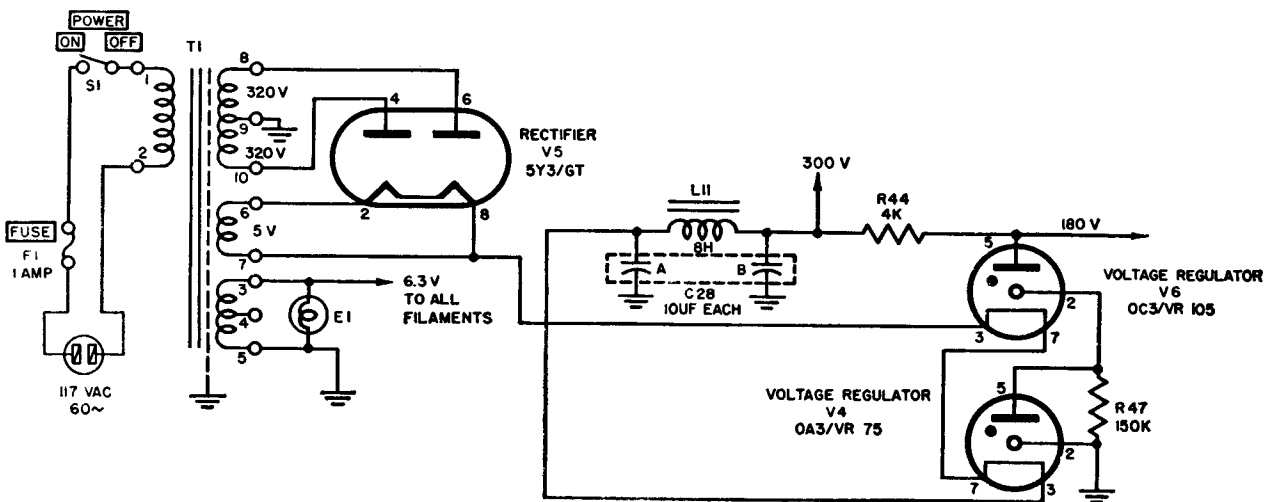 POWER
ON OFF
S1
1
2
FUSE
F1
1 AMP
117 VAC
60~
T1
8
320 V
9
320 V
10
6
5 V
7
3
4
5
6.3 V
TO ALL
FILAMENTS
E1
4
6
2
8
RECTIFIER
V5
5Y3/GT
L11
8H
A
B
C28
10UF EACH
300 V
R44
4K
180 V
5
2
3
7
VOLTAGE REGULATOR
V6
OC3/VR 105
VOLTAGE REGULATOR
V4
OA3/VR 75
5
2
7
3
R47
150K